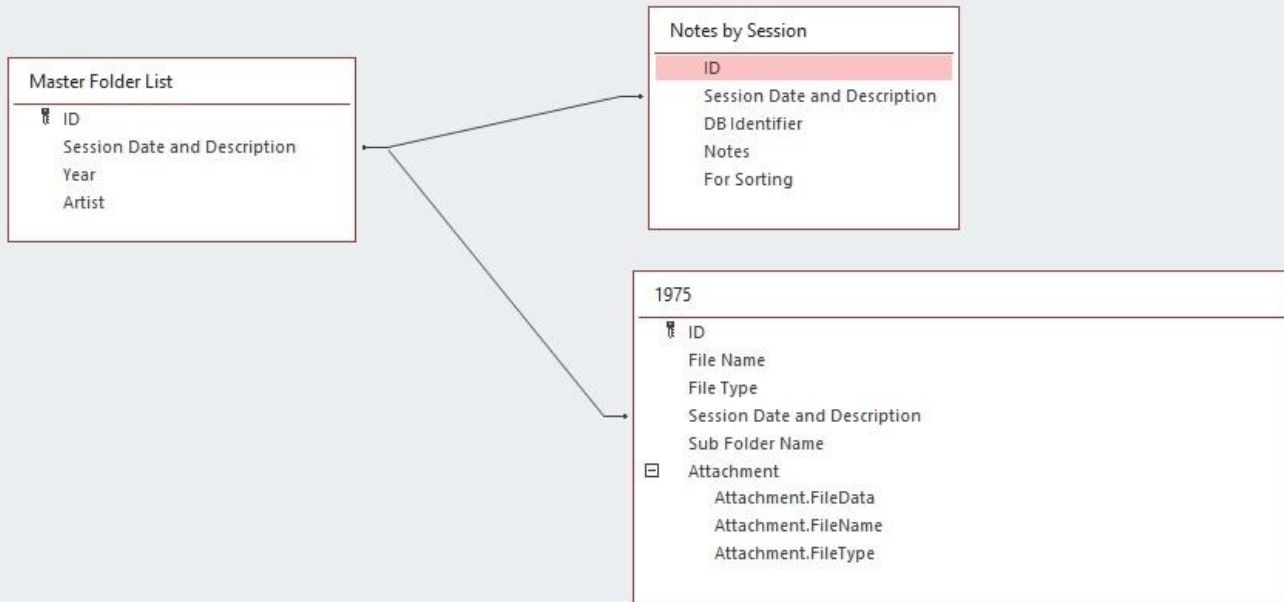 Master Folder List
ID
Session Date and Description
Year
Artist
Notes by Session
ID
Session Date and Description
DB Identifier
Notes
For Sorting
1975
ID
File Name
File Type
Session Date and Description
Sub Folder Name
Attachment
Attachment.FileData
Attachment.FileName
Attachment.FileType